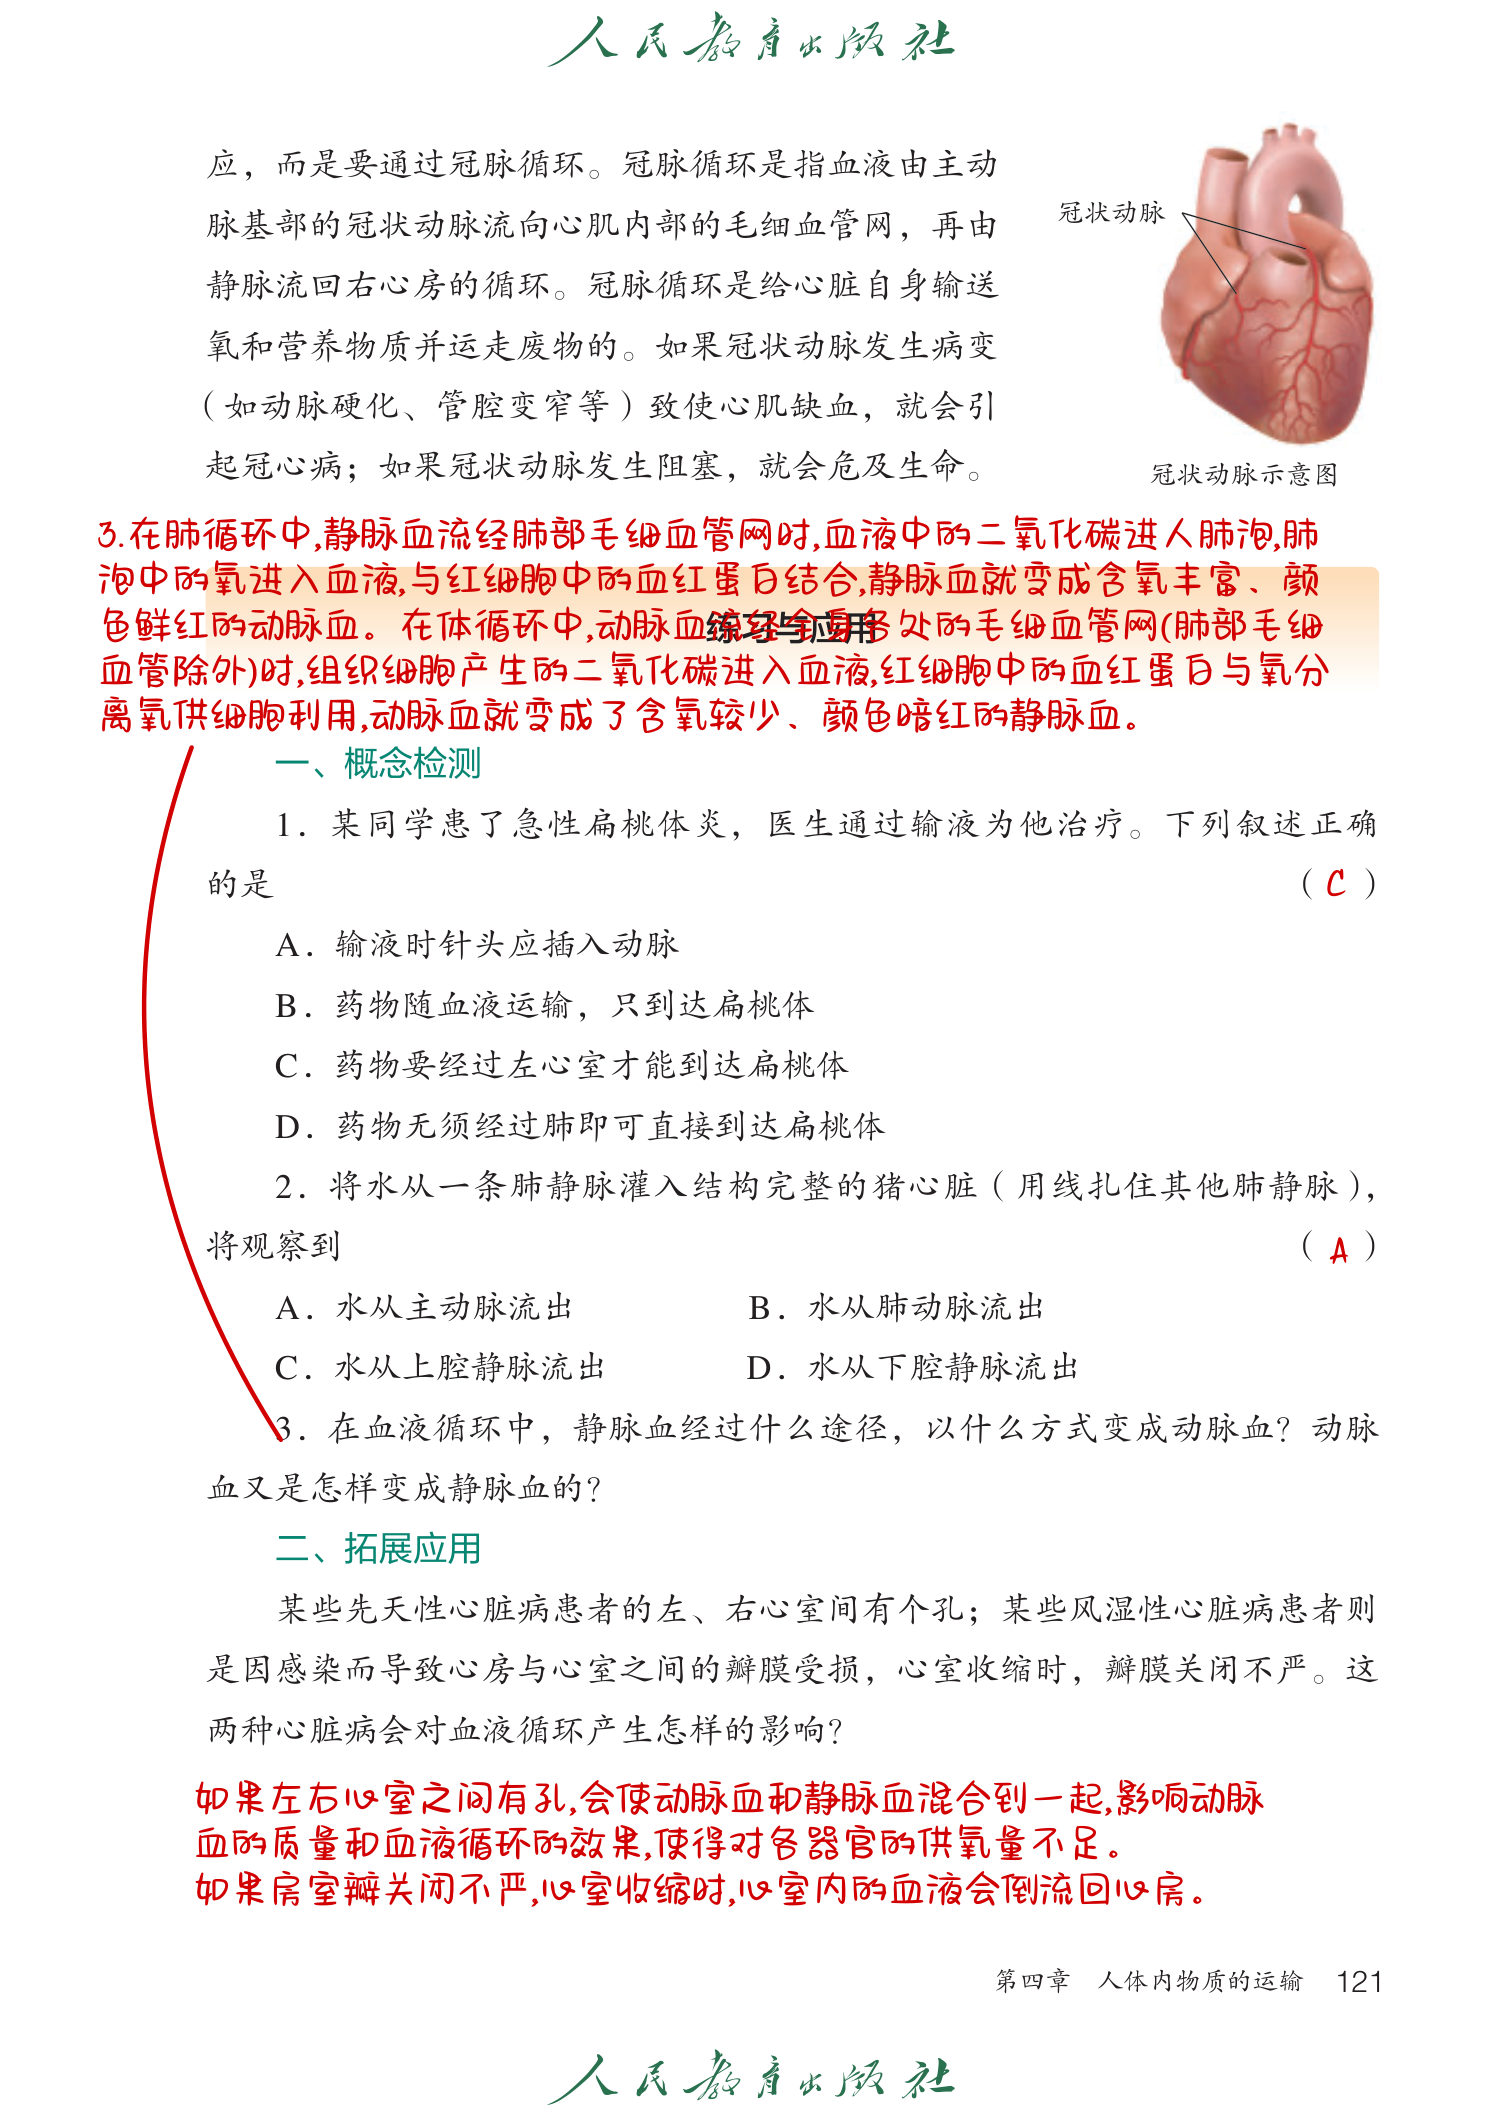 人民教育出版社
应，而是要通过冠脉循环。冠脉循环是指血液由主动
脉基部的冠状动脉流向心肌内部的毛细血管网，再由
静脉流回右心房的循环。冠脉循环是给心脏自身输送
氧和营养物质并运走废物的。如果冠状动脉发生病变
（如动脉硬化、管腔变窄等）致使心肌缺血，就会引
起冠心病；如果冠状动脉发生阻塞，就会危及生命。
冠状动脉
冠状动脉示意图
3.在肺循环中,静脉血流经肺部毛细血管网时,血液中的二氧化碳进人肺泡,肺
泡中的氧进入血液,与红细胞中的血红蛋白结合,静脉血就变成含氧丰富、颜
色鲜红的动脉血。在体循环中,动脉血流经全身各处的毛细血管网(肺部毛细
血管除外)时,组织细胞产生的二氧化碳进入血液,红细胞中的血红蛋白与氧分
离氧供细胞利用,动脉血就变成了含氧较少、颜色暗红的静脉血。
练习与应用
一、概念检测
1. 某同学患了急性扁桃体炎，医生通过输液为他治疗。下列叙述正确
的是 （ C ）
A. 输液时针头应插入动脉
B. 药物随血液运输，只到达扁桃体
C. 药物要经过左心室才能到达扁桃体
D. 药物无须经过肺即可直接到达扁桃体
2. 将水从一条肺静脉灌入结构完整的猪心脏（用线扎住其他肺静脉），
将观察到 （ A ）
A. 水从主动脉流出 B. 水从肺动脉流出
C. 水从上腔静脉流出 D. 水从下腔静脉流出
3. 在血液循环中，静脉血经过什么途径，以什么方式变成动脉血？动脉
血又是怎样变成静脉血的？
二、拓展应用
某些先天性心脏病患者的左、右心室间有个孔；某些风湿性心脏病患者则
是因感染而导致心房与心室之间的瓣膜受损，心室收缩时，瓣膜关闭不严。这
两种心脏病会对血液循环产生怎样的影响？
如果左右心室之间有孔,会使动脉血和静脉血混合到一起,影响动脉
血的质量和血液循环的效果,使得对各器官的供氧量不足。
如果房室瓣关闭不严,心室收缩时,心室内的血液会倒流回心房。
第四章 人体内物质的运输 121
人民教育出版社